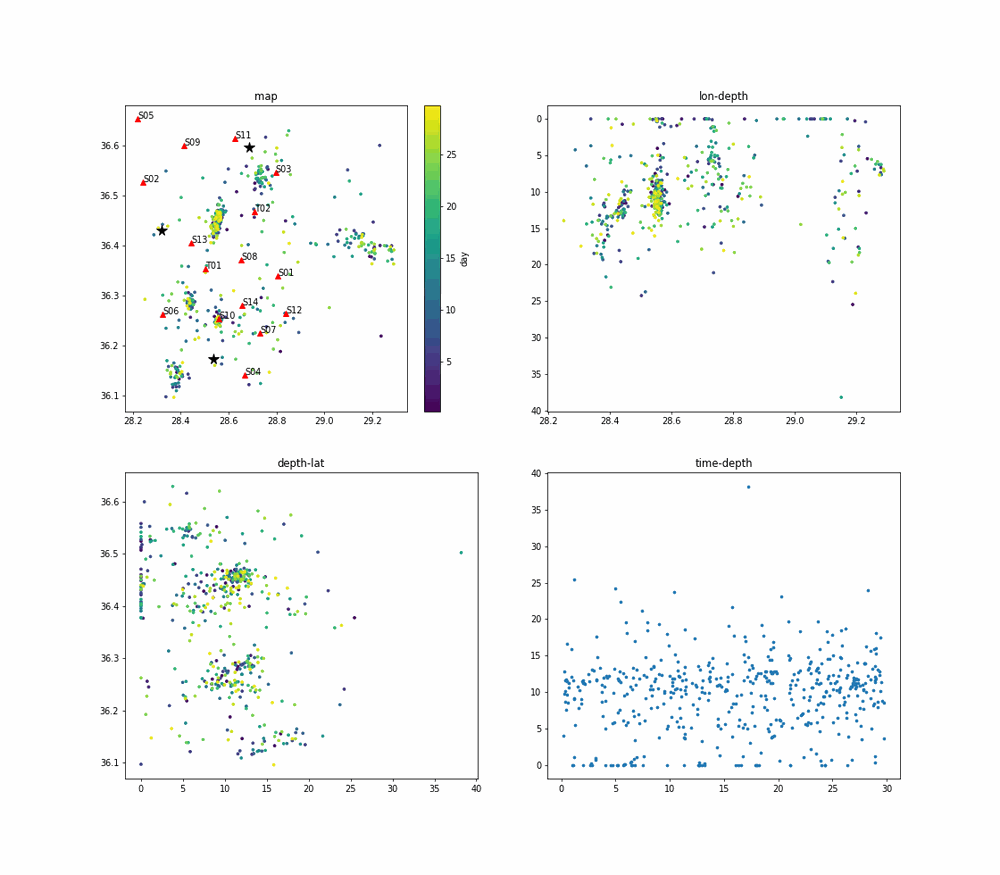 map
S05
S09
S11
S03
S02
T02
S13
T01
S08
S01
S06
S14
S12
S10
S07
S04
36.6
36.5
36.4
36.3
36.2
36.1
28.2 28.4 28.6 28.8 29.0 29.2
25
20
15
10
5
day
lon-depth
0
5
10
15
20
25
30
35
40
28.2 28.4 28.6 28.8 29.0 29.2
depth-lat
36.6
36.5
36.4
36.3
36.2
36.1
0 5 10 15 20 25 30 35 40
time-depth
40
35
30
25
20
15
10
5
0
0 5 10 15 20 25 30